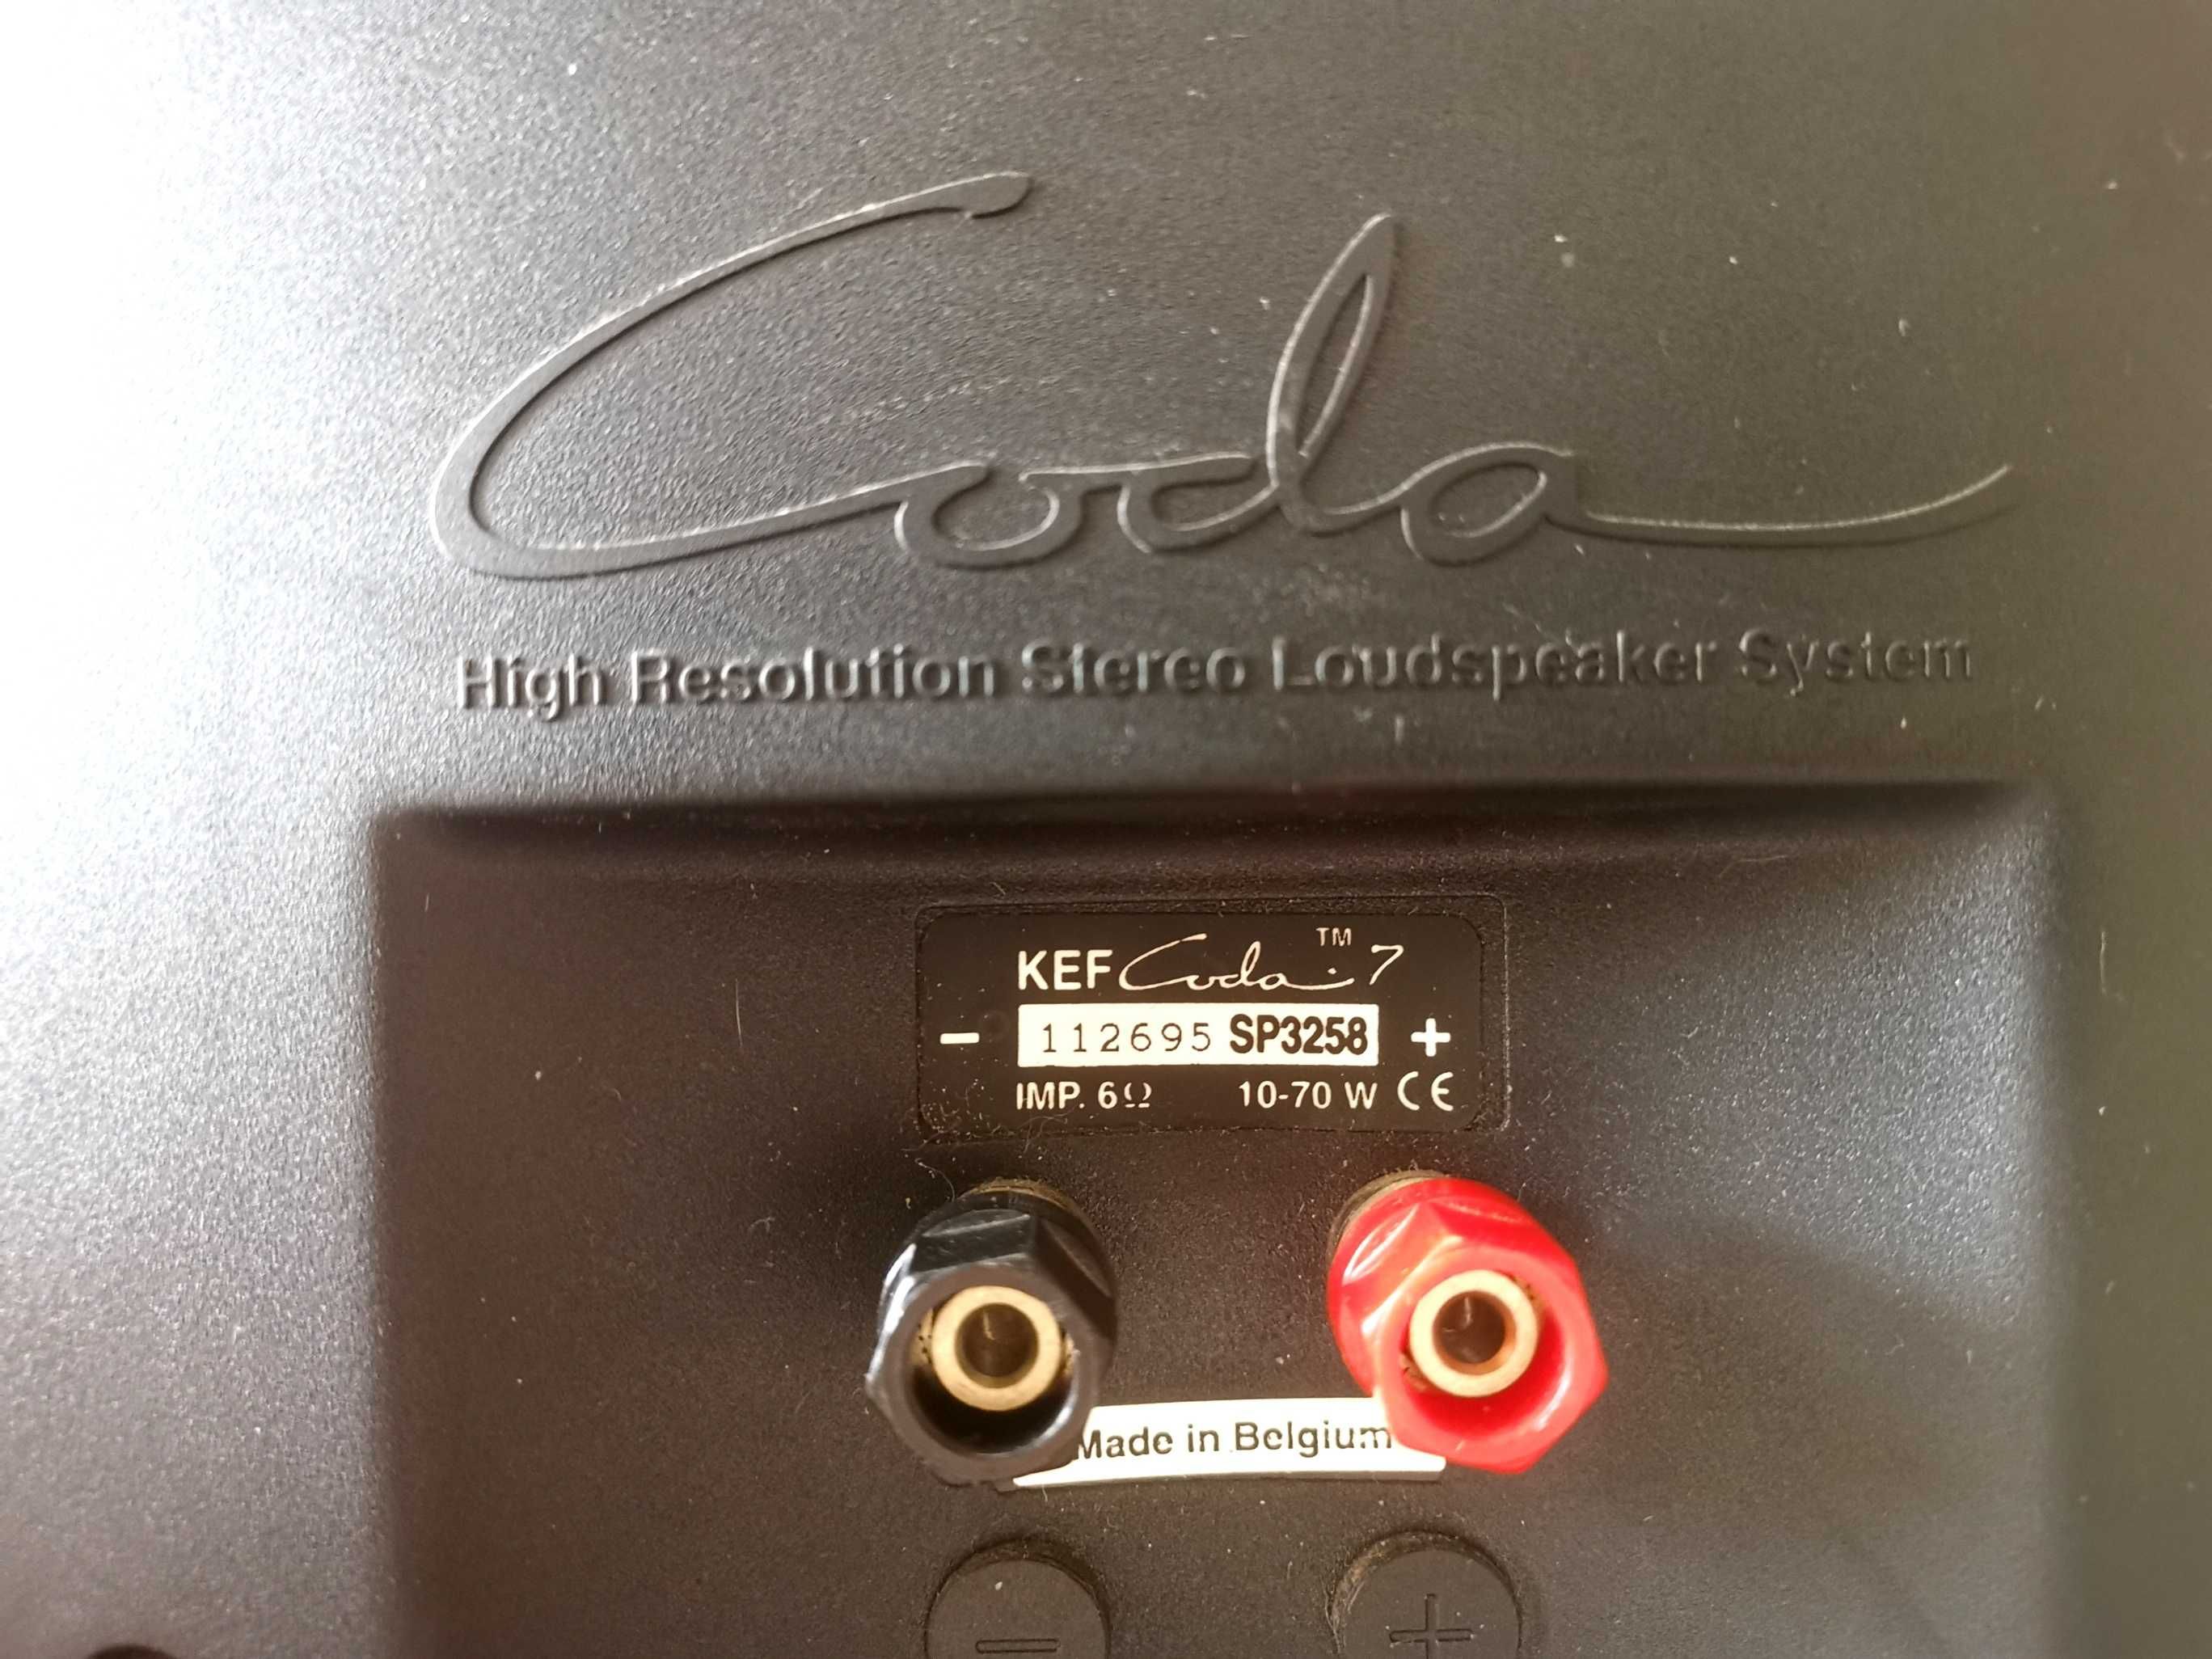 Coda
High Resolution Stereo Loudspeaker System
KEF Coda ™ 7
− 112695 SP3258 +
IMP. 6Ω 10-70 W CE
Made in Belgium
− +